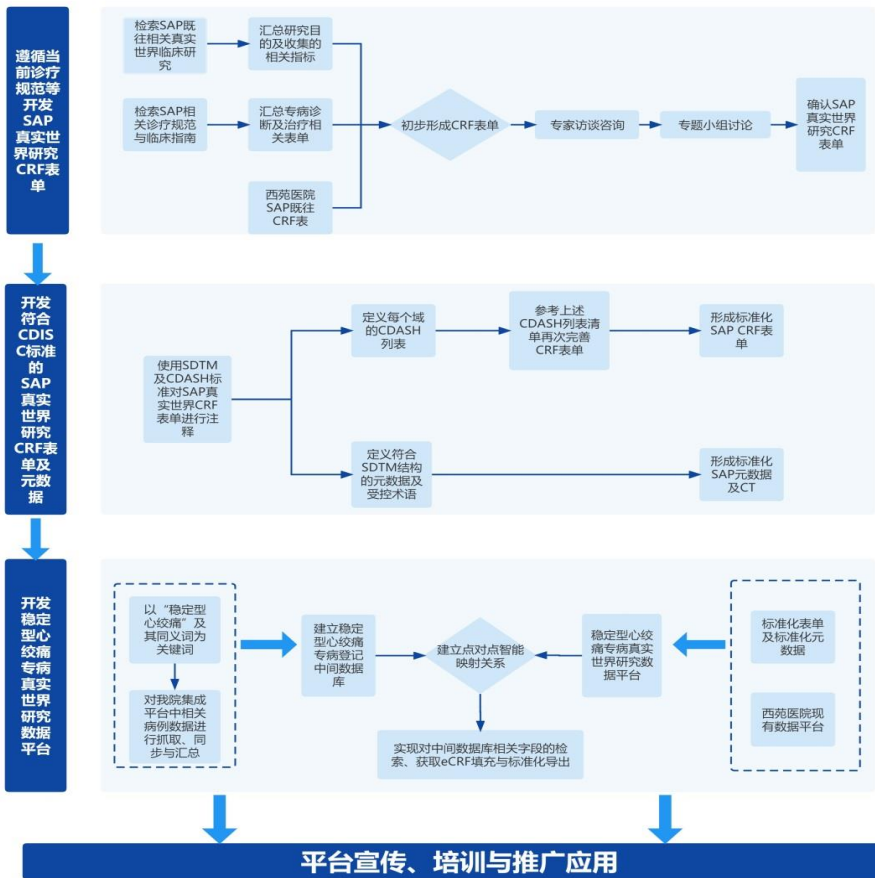 遵循当
前诊疗
规范等
开发
SAP
真实世
界研究
CRF表
单
检索SAP既
往相关真实
世界临床研
究
汇总研究目
的及收集的
相关指标
检索SAP相
关诊疗规范
与临床指南
汇总专病诊
断及治疗相
关表单
西苑医院
SAP既往
CRF表
初步形成CRF表单
专家访谈咨询
专题小组讨论
确认SAP
真实世界
研究CRF
表单
开发
符合
CDIS
C标准
的
SAP
真实
世界
研究
CRF表
单及
元数据
使用SDTM
及CDASH标
准对SAP真
实世界CRF
表单进行注
释
定义每个域
的CDASH
列表
参考上述
CDASH列表清
单再次完善
CRF表单
形成标准化
SAP CRF表
单
定义符合
SDTM结构
的元数据及
受控术语
形成标准化
SAP元数据
及CT
开发
稳定
型心
绞痛
专病
真实
世界
研究
数据
平台
以“稳定型
心绞痛”及
其同义词为
关键词
对我院集成
平台中相关
病例数据进
行抓取、同
步与汇总
建立稳定型
心绞痛
专病登记
中间数据
库
建立点对点智能
映射关系
稳定型心绞
痛专病真实
世界研究数
据平台
标准化表单
及标准化元
数据
西苑医院现
有数据平台
实现对中间数据库相关字段的检
索、获取eCRF填充与标准化导出
平台宣传、培训与推广应用